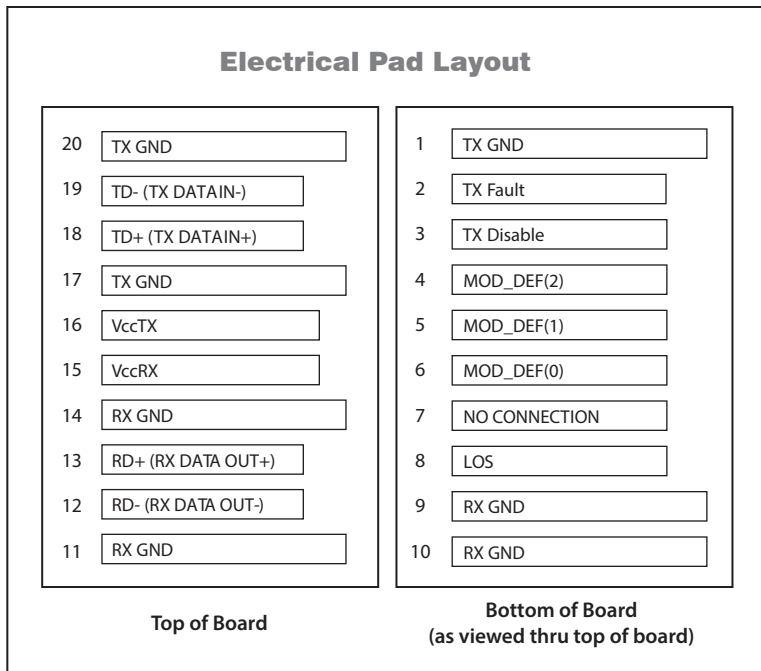 Electrical Pad Layout
20 TX GND
19 TD- (TX DATAIN-)
18 TD+ (TX DATAIN+)
17 TX GND
16 VccTX
15 VccRX
14 RX GND
13 RD+ (RX DATA OUT+)
12 RD- (RX DATA OUT-)
11 RX GND
Top of Board
1 TX GND
2 TX Fault
3 TX Disable
4 MOD_DEF(2)
5 MOD_DEF(1)
6 MOD_DEF(0)
7 NO CONNECTION
8 LOS
9 RX GND
10 RX GND
Bottom of Board
(as viewed thru top of board)